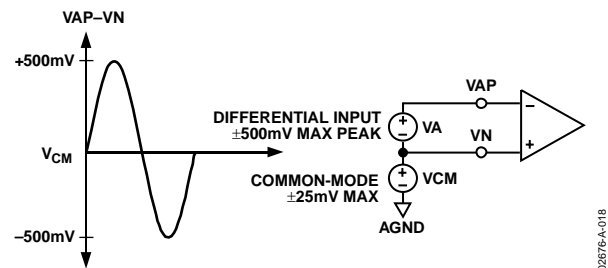 VAP–VN
+500mV
VCM
–500mV
DIFFERENTIAL INPUT
±500mV MAX PEAK
COMMON-MODE
±25mV MAX
+
–
VA
+
–
VCM
AGND
VAP
VN
–
+
02676-A-018